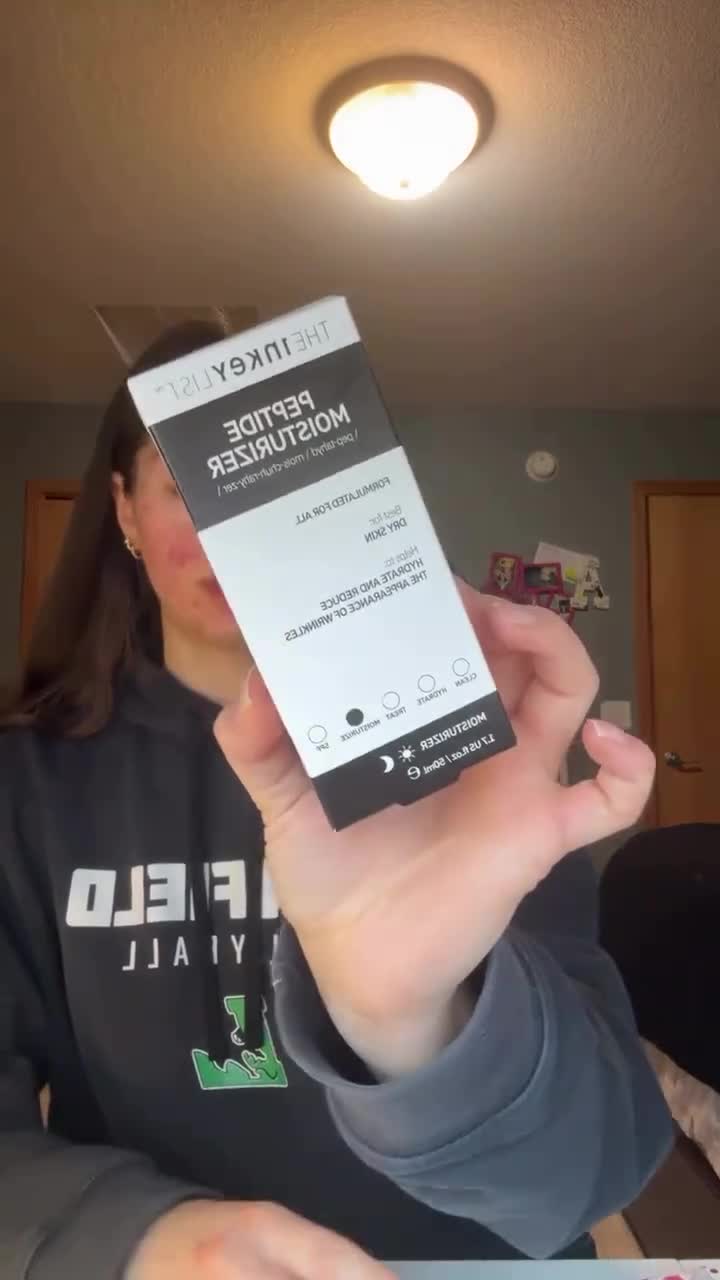 THE INKEY LIST™
PEPTIDE
MOISTURIZER
\ pep-tahyd \ mois-chuh-rahy-zer \
FORMULATED FOR ALL
Best for:
DRY SKIN
Helps to:
HYDRATE AND REDUCE
THE APPEARANCE OF WRINKLES
CLEAN
HYDRATE
TREAT
MOISTURIZE
SPF
MOISTURIZER
1.7 US fl.oz / 50mL ℮